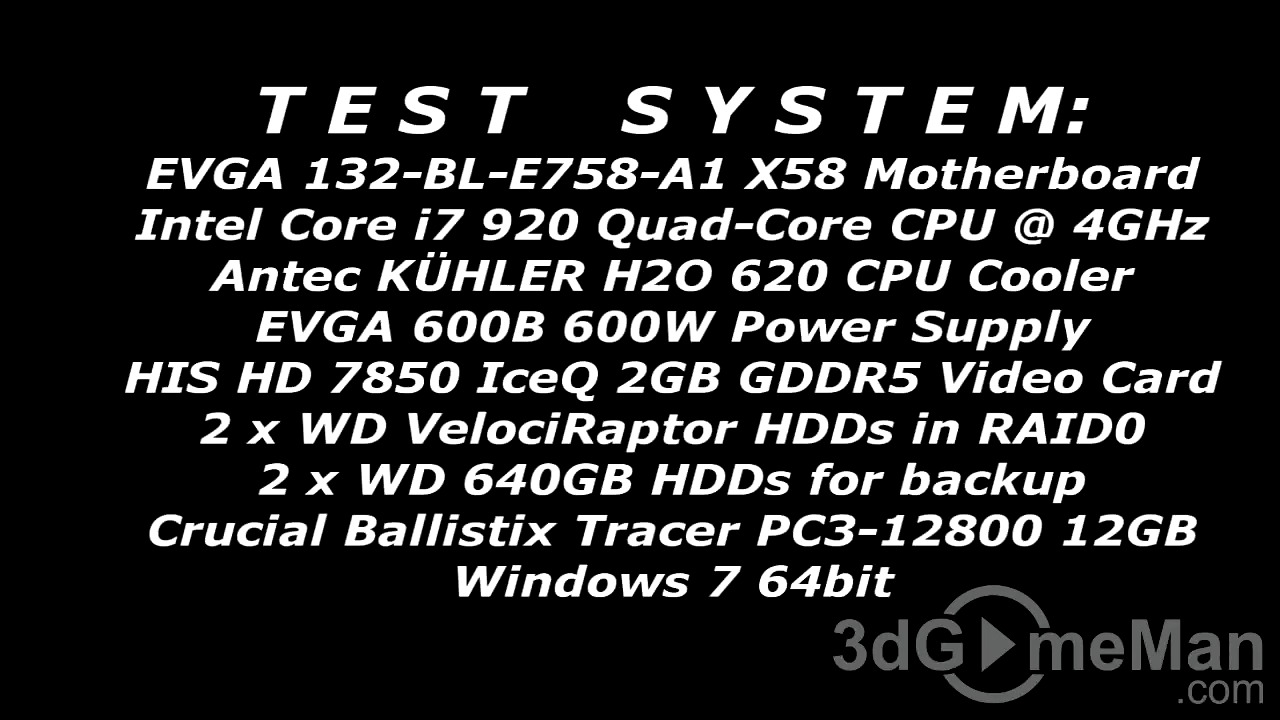 TEST SYSTEM:
EVGA 132-BL-E758-A1 X58 Motherboard
Intel Core i7 920 Quad-Core CPU @ 4GHz
Antec KÜHLER H2O 620 CPU Cooler
EVGA 600B 600W Power Supply
HIS HD 7850 IceQ 2GB GDDR5 Video Card
2 x WD VelociRaptor HDDs in RAID0
2 x WD 640GB HDDs for backup
Crucial Ballistix Tracer PC3-12800 12GB
Windows 7 64bit
3dGameMan
.com